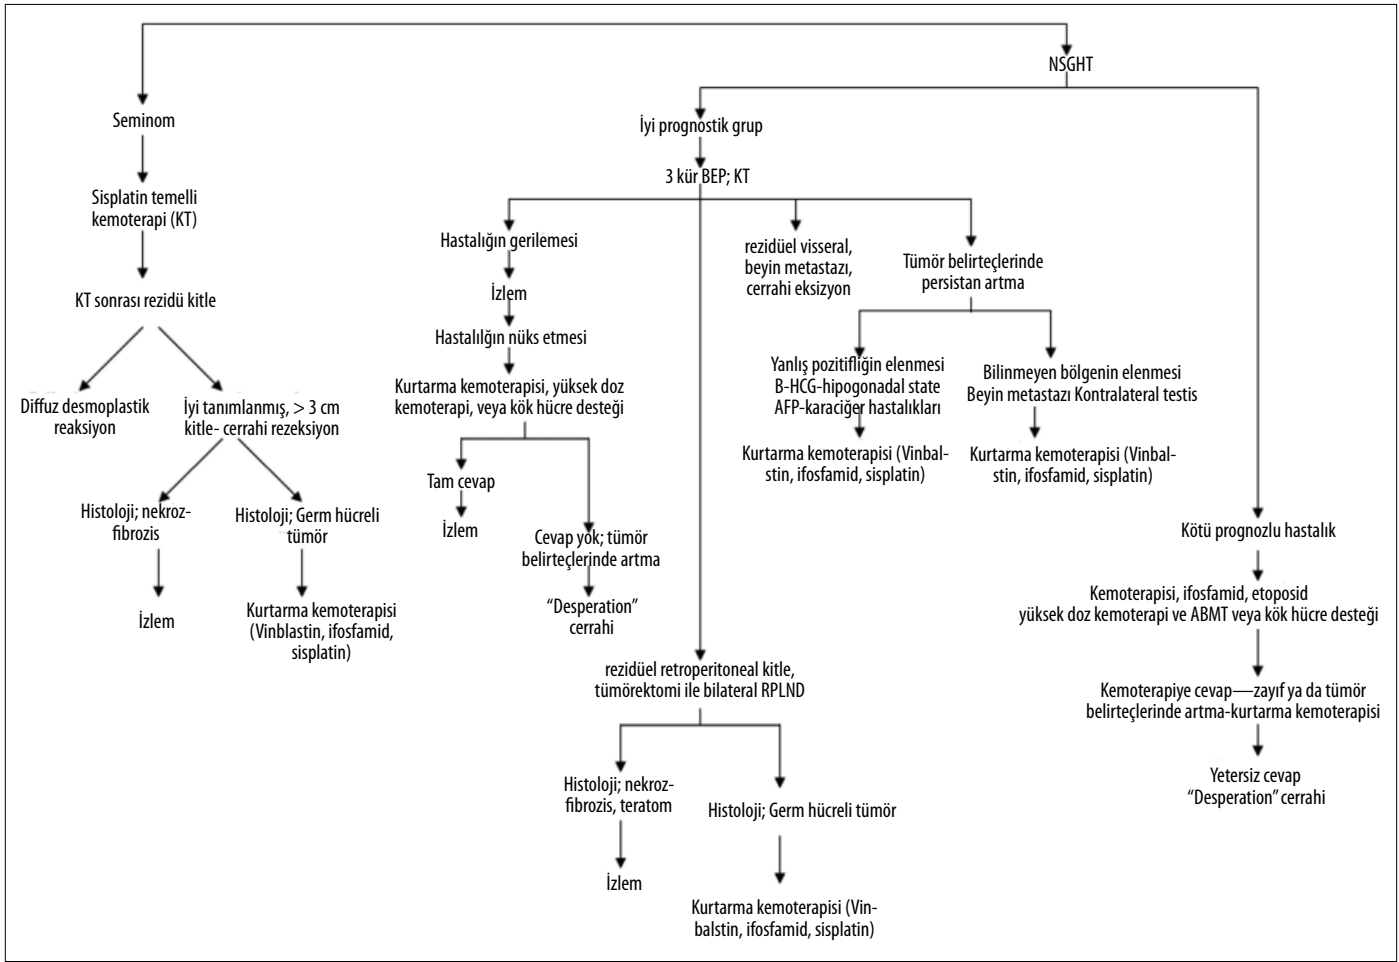 NSGHT
Seminom
Sisplatin temelli
kemoterapi (KT)
KT sonrası rezidü kitle
Diffuz desmoplastik
reaksiyon
İyi tanımlanmış, > 3 cm
kitle- cerrahi rezeksiyon
Histoloji; nekroz-
fibrozis
Histoloji; Germ hücreli
tümör
İzlem
Kurtarma kemoterapisi
(Vinblastin, ifosfamid,
sisplatin)
İyi prognostik grup
3 kür BEP; KT
Hastalığın gerilemesi
İzlem
Hastalılğın nüks etmesi
Kurtarma kemoterapisi, yüksek doz
kemoterapi, veya kök hücre desteği
Tam cevap
İzlem
Cevap yok; tümör
belirteçlerinde artma
“Desperation”
cerrahi
rezidüel visseral,
beyin metastazı,
cerrahi eksizyon
Tümör belirteçlerinde
persistan artma
Yanlış pozitifliğin elenmesi
B-HCG-hipogonadal state
AFP-karaciğer hastalıkları
Kurtarma kemoterapisi (Vinbal-
stin, ifosfamid, sisplatin)
Bilinmeyen bölgenin elenmesi
Beyin metastazı Kontralateral testis
Kurtarma kemoterapisi (Vinbal-
stin, ifosfamid, sisplatin)
rezidüel retroperitoneal kitle,
tümörektomi ile bilateral RPLND
Histoloji; nekroz-
fibrozis, teratom
İzlem
Histoloji; Germ hücreli tümör
Kurtarma kemoterapisi (Vin-
balstin, ifosfamid, sisplatin)
Kötü prognozlu hastalık
Kemoterapisi, ifosfamid, etoposid
yüksek doz kemoterapi ve ABMT veya kök hücre desteği
Kemoterapiye cevap—zayıf ya da tümör
belirteçlerinde artma-kurtarma kemoterapisi
Yetersiz cevap
“Desperation” cerrahi